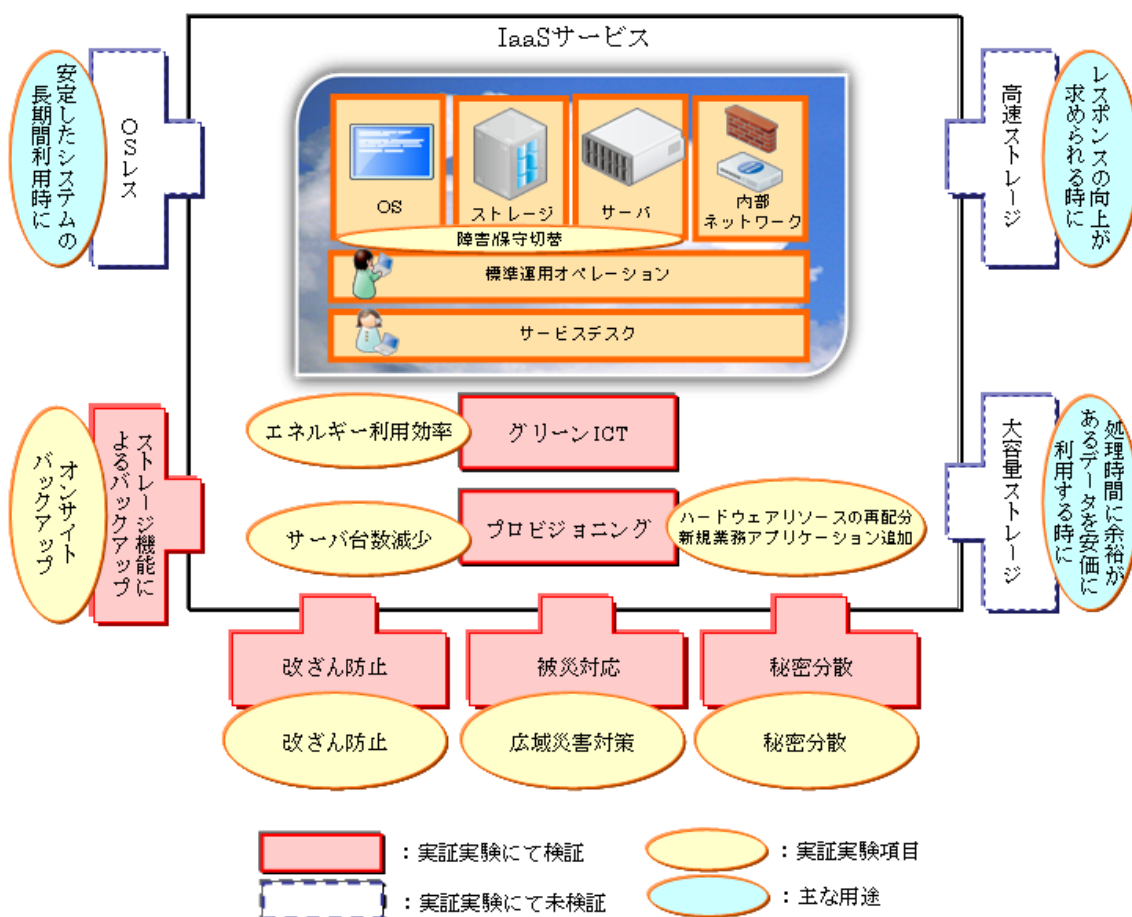 IaaSサービス
安定したシステムの
長期間利用時に
OSレス
OS
ストレージ
サーバ
内部
ネットワーク
障害/保守切替
標準運用オペレーション
サービスデスク
高速ストレージ
レスポンスの向上が
求められる時に
オンサイト
バックアップ
ストレージ機能に
よるバックアップ
エネルギー利用効率
グリーンICT
サーバ台数減少
プロビジョニング
ハードウェアリソースの再配分
新規業務アプリケーション追加
大容量ストレージ
処理時間に余裕が
あるデータを安価に
利用する時に
改ざん防止
被災対応
秘密分散
改ざん防止
広域災害対策
秘密分散
：実証実験にて検証
：実証実験項目
：実証実験にて未検証
：主な用途